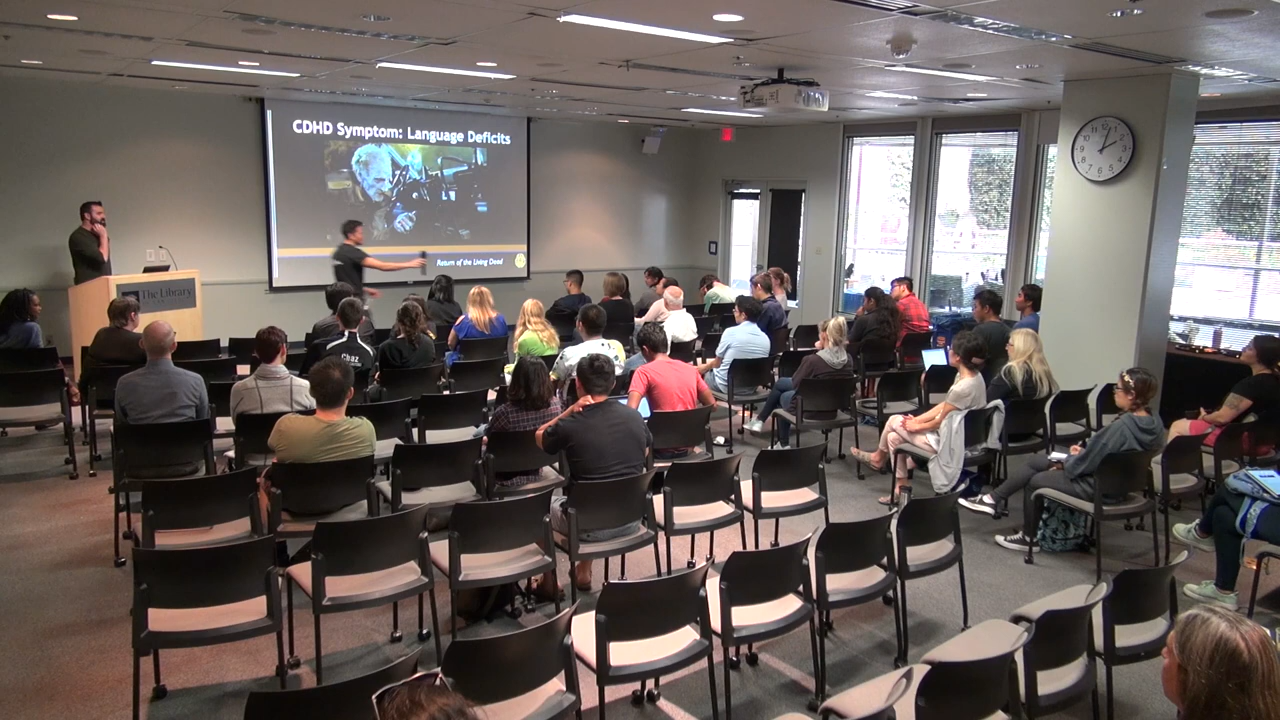 CDHD Symptom: Language Deficits
Return of the Living Dead
The Library
Chaz